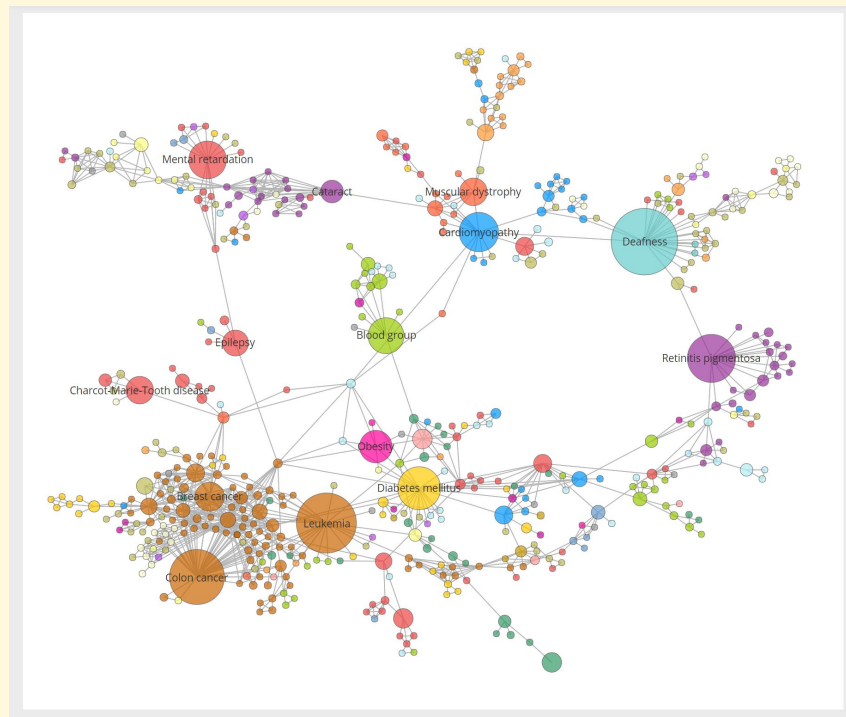 Mental retardation
Cataract
Muscular dystrophy
Cardiomyopathy
Deafness
Blood group
Epilepsy
Retinitis pigmentosa
Charcot-Marie-Tooth disease
Obesity
Diabetes mellitus
Breast cancer
Leukemia
Colon cancer